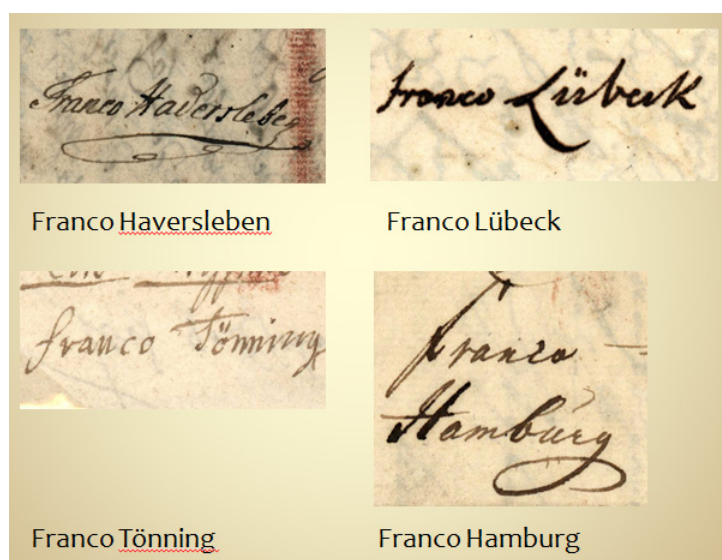 Franco Haversleben
franco Lübeck
Franco Haversleben
Franco Lübeck
franco Tönning
franco
Hamburg
Franco Tönning
Franco Hamburg